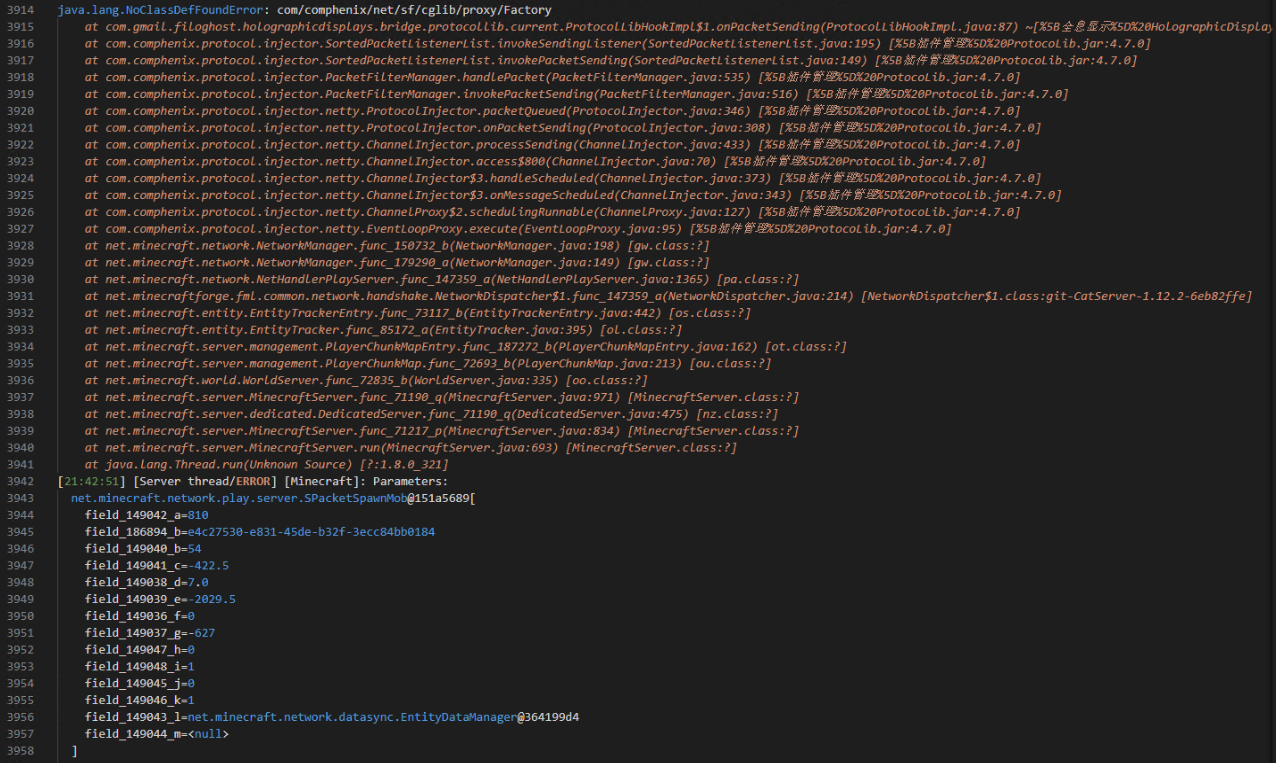 3914 java.lang.NoClassDefFoundError: com/comphenix/net/sf/cglib/proxy/Factory
3915 at com.gmail.filoghost.holographicdisplays.bridge.protocollib.current.ProtocolLibHookImpl$1.onPacketSending(ProtocolLibHookImpl.java:87) ~[%5B全息显示%5D%20HolographicDisplay
3916 at com.comphenix.protocol.injector.SortedPacketListenerList.invokeSendingListener(SortedPacketListenerList.java:195) [%5B插件管理%5D%20ProtocoLib.jar:4.7.0]
3917 at com.comphenix.protocol.injector.SortedPacketListenerList.invokePacketSending(SortedPacketListenerList.java:149) [%5B插件管理%5D%20ProtocoLib.jar:4.7.0]
3918 at com.comphenix.protocol.injector.PacketFilterManager.handlePacket(PacketFilterManager.java:535) [%5B插件管理%5D%20ProtocoLib.jar:4.7.0]
3919 at com.comphenix.protocol.injector.PacketFilterManager.invokePacketSending(PacketFilterManager.java:516) [%5B插件管理%5D%20ProtocoLib.jar:4.7.0]
3920 at com.comphenix.protocol.injector.netty.ProtocolInjector.packetQueued(ProtocolInjector.java:346) [%5B插件管理%5D%20ProtocoLib.jar:4.7.0]
3921 at com.comphenix.protocol.injector.netty.ProtocolInjector.onPacketSending(ProtocolInjector.java:308) [%5B插件管理%5D%20ProtocoLib.jar:4.7.0]
3922 at com.comphenix.protocol.injector.netty.ChannelInjector.processSending(ChannelInjector.java:433) [%5B插件管理%5D%20ProtocoLib.jar:4.7.0]
3923 at com.comphenix.protocol.injector.netty.ChannelInjector.access$800(ChannelInjector.java:70) [%5B插件管理%5D%20ProtocoLib.jar:4.7.0]
3924 at com.comphenix.protocol.injector.netty.ChannelInjector$3.handleScheduled(ChannelInjector.java:373) [%5B插件管理%5D%20ProtocoLib.jar:4.7.0]
3925 at com.comphenix.protocol.injector.netty.ChannelInjector$3.onMessageScheduled(ChannelInjector.java:343) [%5B插件管理%5D%20ProtocoLib.jar:4.7.0]
3926 at com.comphenix.protocol.injector.netty.ChannelProxy$2.schedulingRunnable(ChannelProxy.java:127) [%5B插件管理%5D%20ProtocoLib.jar:4.7.0]
3927 at com.comphenix.protocol.injector.netty.EventLoopProxy.execute(EventLoopProxy.java:95) [%5B插件管理%5D%20ProtocoLib.jar:4.7.0]
3928 at net.minecraft.network.NetworkManager.func_150732_b(NetworkManager.java:198) [gw.class:?]
3929 at net.minecraft.network.NetworkManager.func_179290_a(NetworkManager.java:149) [gw.class:?]
3930 at net.minecraft.network.NetHandlerPlayServer.func_147359_a(NetHandlerPlayServer.java:1365) [pa.class:?]
3931 at net.minecraftforge.fml.common.network.handshake.NetworkDispatcher$1.func_147359_a(NetworkDispatcher.java:214) [NetworkDispatcher$1.class:git-CatServer-1.12.2-6eb82ffe]
3932 at net.minecraft.entity.EntityTrackerEntry.func_73117_b(EntityTrackerEntry.java:442) [os.class:?]
3933 at net.minecraft.entity.EntityTracker.func_85172_a(EntityTracker.java:395) [ol.class:?]
3934 at net.minecraft.server.management.PlayerChunkMapEntry.func_187272_b(PlayerChunkMapEntry.java:162) [ot.class:?]
3935 at net.minecraft.server.management.PlayerChunkMap.func_72693_b(PlayerChunkMap.java:213) [ou.class:?]
3936 at net.minecraft.world.WorldServer.func_72835_b(WorldServer.java:335) [oo.class:?]
3937 at net.minecraft.server.MinecraftServer.func_71190_q(MinecraftServer.java:971) [MinecraftServer.class:?]
3938 at net.minecraft.server.dedicated.DedicatedServer.func_71190_q(DedicatedServer.java:475) [nz.class:?]
3939 at net.minecraft.server.MinecraftServer.func_71217_p(MinecraftServer.java:834) [MinecraftServer.class:?]
3940 at net.minecraft.server.MinecraftServer.run(MinecraftServer.java:693) [MinecraftServer.class:?]
3941 at java.lang.Thread.run(Unknown Source) [?:1.8.0_321]
3942 [21:42:51] [Server thread/ERROR] [Minecraft]: Parameters:
3943 net.minecraft.network.play.server.SPacketSpawnMob@151a5689[
3944 field_149042_a=810
3945 field_186894_b=e4c27530-e831-45de-b32f-3ecc84bb0184
3946 field_149040_b=54
3947 field_149041_c=-422.5
3948 field_149038_d=7.0
3949 field_149039_e=-2029.5
3950 field_149036_f=0
3951 field_149037_g=-627
3952 field_149047_h=0
3953 field_149048_i=1
3954 field_149045_j=0
3955 field_149046_k=1
3956 field_149043_l=net.minecraft.network.datasync.EntityDataManager@364199d4
3957 field_149044_m=<null>
3958 ]